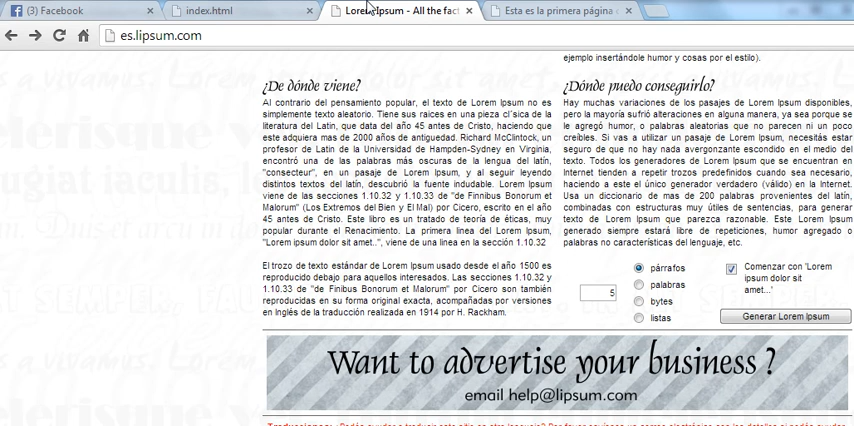 (3) Facebook
index.html
Lorem Ipsum - All the fact
Esta es la primera página
es.lipsum.com
ejemplo insertándole humor y cosas por el estilo).
¿De dónde viene?
Al contrario del pensamiento popular, el texto de Lorem Ipsum no es
simplemente texto aleatorio. Tiene sus raices en una pieza cl´sica de la
literatura del Latin, que data del año 45 antes de Cristo, haciendo que
este adquiera mas de 2000 años de antiguedad. Richard McClintock, un
profesor de Latin de la Universidad de Hampden-Sydney en Virginia,
encontró una de las palabras más oscuras de la lengua del latín,
"consecteur", en un pasaje de Lorem Ipsum, y al seguir leyendo
distintos textos del latín, descubrió la fuente indudable. Lorem Ipsum
viene de las secciones 1.10.32 y 1.10.33 de "de Finnibus Bonorum et
Malorum" (Los Extremos del Bien y El Mal) por Cicero, escrito en el año
45 antes de Cristo. Este libro es un tratado de teoría de éticas, muy
popular durante el Renacimiento. La primera linea del Lorem Ipsum,
"Lorem ipsum dolor sit amet..", viene de una linea en la sección 1.10.32
El trozo de texto estándar de Lorem Ipsum usado desde el año 1500 es
reproducido debajo para aquellos interesados. Las secciones 1.10.32 y
1.10.33 de "de Finibus Bonorum et Malorum" por Cicero son también
reproducidas en su forma original exacta, acompañadas por versiones
en Inglés de la traducción realizada en 1914 por H. Rackham.
¿Dónde puedo conseguirlo?
Hay muchas variaciones de los pasajes de Lorem Ipsum disponibles,
pero la mayoría sufrió alteraciones en alguna manera, ya sea porque se
le agregó humor, o palabras aleatorias que no parecen ni un poco
creíbles. Si vas a utilizar un pasaje de Lorem Ipsum, necesitás estar
seguro de que no hay nada avergonzante escondido en el medio del
texto. Todos los generadores de Lorem Ipsum que se encuentran en
Internet tienden a repetir trozos predefinidos cuando sea necesario,
haciendo a este el único generador verdadero (válido) en la Internet.
Usa un diccionario de mas de 200 palabras provenientes del latín,
combinadas con estructuras muy útiles de sentencias, para generar
texto de Lorem Ipsum que parezca razonable. Este Lorem Ipsum
generado siempre estará libre de repeticiones, humor agregado o
palabras no características del lenguaje, etc.
5
párrafos
palabras
bytes
listas
Comenzar con 'Lorem
ipsum dolor sit
amet...'
Generar Lorem Ipsum
Want to advertise your business ?
email help@lipsum.com